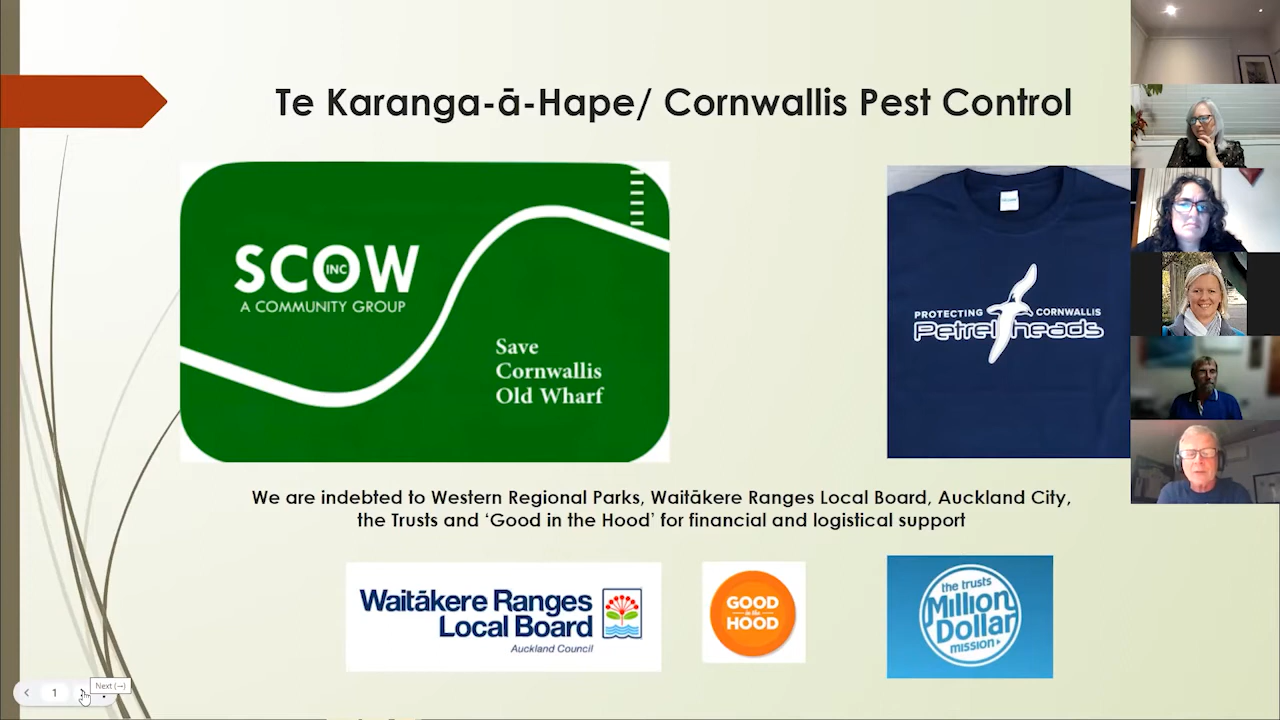 Te Karanga-ā-Hape/ Cornwallis Pest Control
SCOW
INC
A COMMUNITY GROUP
Save
Cornwallis
Old Wharf
PROTECTING CORNWALLIS
Petrel heads
We are indebted to Western Regional Parks, Waitākere Ranges Local Board, Auckland City,
the Trusts and ‘Good in the Hood’ for financial and logistical support
Waitākere Ranges
Local Board
Auckland Council
GOOD
in the
HOOD
the trusts
Million
Dollar
MISSION
1
Next (→)